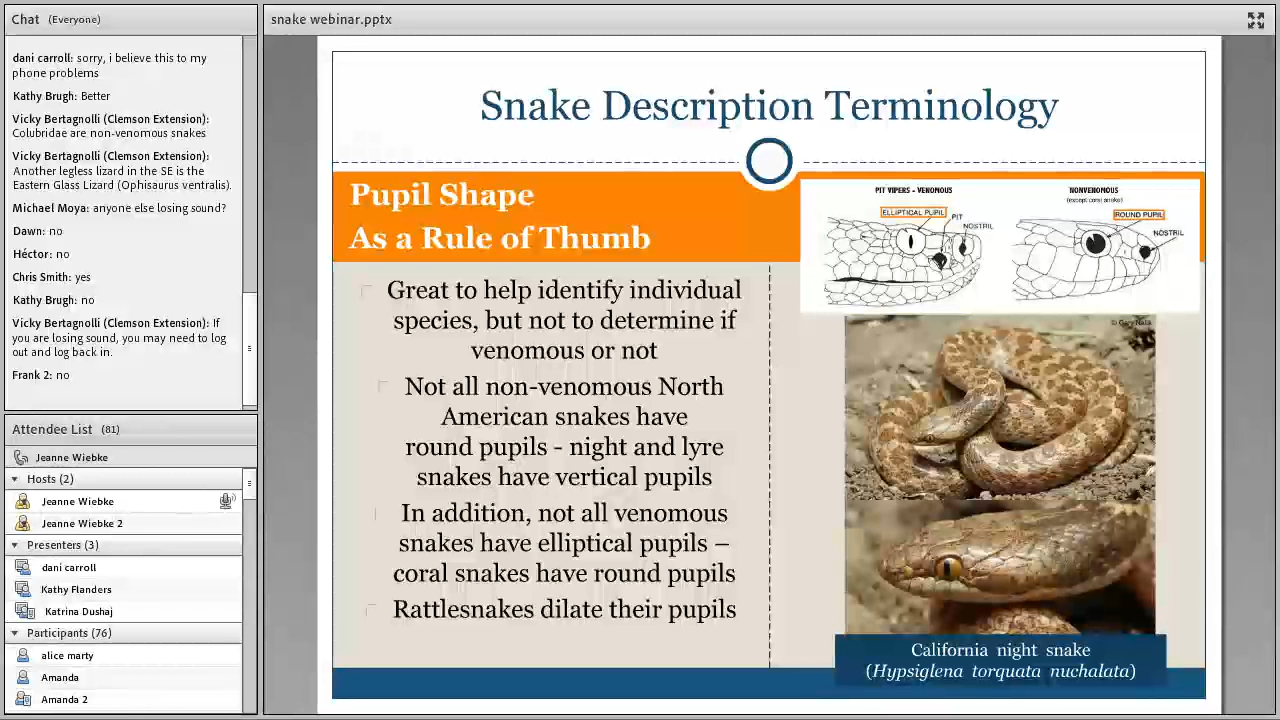 Chat (Everyone)
dani carroll: sorry, i believe this to my
phone problems
Kathy Brugh: Better
Vicky Bertagnolli (Clemson Extension):
Colubridae are non-venomous snakes
Vicky Bertagnolli (Clemson Extension):
Another legless lizard in the SE is the
Eastern Glass Lizard (Ophisaurus ventralis).
Michael Moya: anyone else losing sound?
Dawn: no
Héctor: no
Chris Smith: yes
Kathy Brugh: no
Vicky Bertagnolli (Clemson Extension): If
you are losing sound, you may need to log
out and log back in.
Frank 2: no
Attendee List (81)
Jeanne Wiebke
Hosts (2)
Jeanne Wiebke
Jeanne Wiebke 2
Presenters (3)
dani carroll
Kathy Flanders
Katrina Dushaj
Participants (76)
alice marty
Amanda
Amanda 2
snake webinar.pptx
Snake Description Terminology
Pupil Shape
As a Rule of Thumb
Great to help identify individual
species, but not to determine if
venomous or not
Not all non-venomous North
American snakes have
round pupils - night and lyre
snakes have vertical pupils
In addition, not all venomous
snakes have elliptical pupils –
coral snakes have round pupils
Rattlesnakes dilate their pupils
PIT VIPERS - VENOMOUS
ELLIPTICAL PUPIL
PIT
NOSTRIL
NONVENOMOUS
(except coral snake)
ROUND PUPIL
NOSTRIL
California night snake
(Hypsiglena torquata nuchalata)